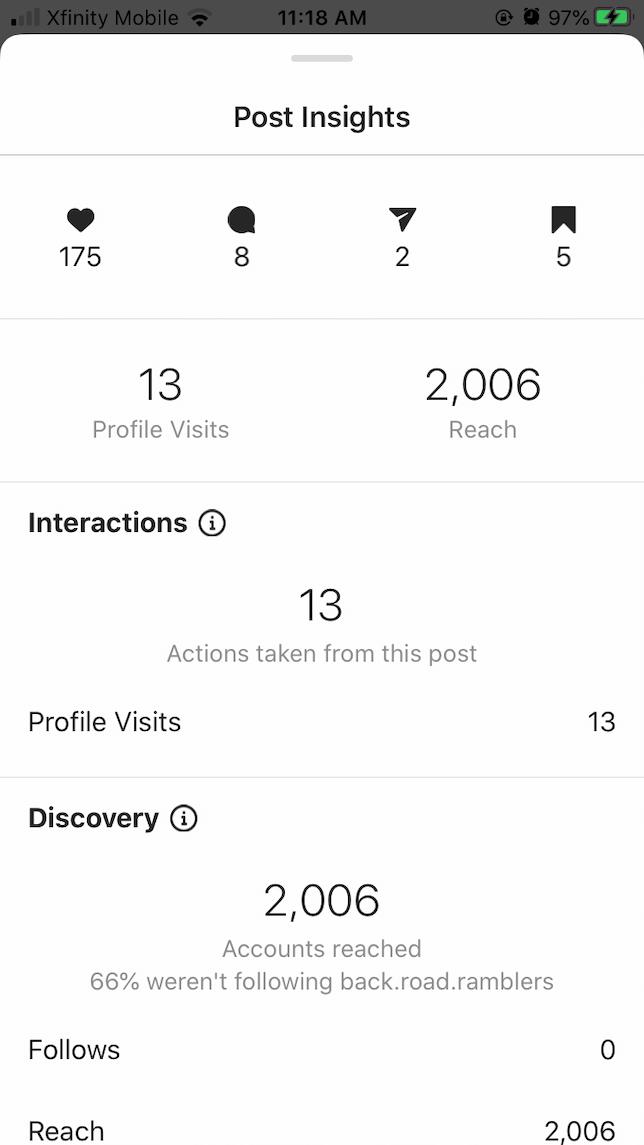 Xfinity Mobile 11:18 AM 97%
Post Insights
175 8 2 5
13 2,006
Profile Visits Reach
Interactions
13
Actions taken from this post
Profile Visits 13
Discovery
2,006
Accounts reached
66% weren't following back.road.ramblers
Follows 0
Reach 2,006